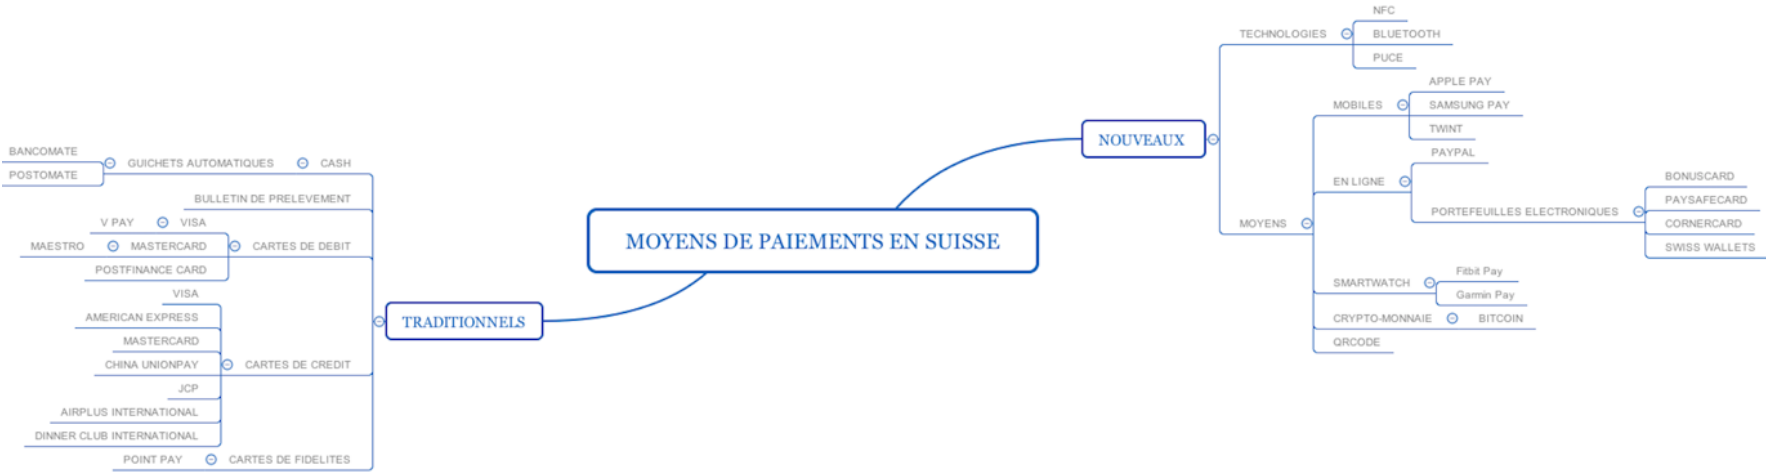 MOYENS DE PAIEMENTS EN SUISSE
NOUVEAUX
TECHNOLOGIES
NFC
BLUETOOTH
PUCE
MOYENS
MOBILES
APPLE PAY
SAMSUNG PAY
TWINT
EN LIGNE
PAYPAL
PORTEFEUILLES ELECTRONIQUES
BONUSCARD
PAYSAFECARD
CORNERCARD
SWISS WALLETS
SMARTWATCH
Fitbit Pay
Garmin Pay
CRYPTO-MONNAIE
BITCOIN
QRCODE
TRADITIONNELS
CASH
GUICHETS AUTOMATIQUES
BANCOMATE
POSTOMATE
BULLETIN DE PRELEVEMENT
CARTES DE DEBIT
VISA
V PAY
MASTERCARD
MAESTRO
POSTFINANCE CARD
CARTES DE CREDIT
VISA
AMERICAN EXPRESS
MASTERCARD
CHINA UNIONPAY
JCP
AIRPLUS INTERNATIONAL
DINNER CLUB INTERNATIONAL
CARTES DE FIDELITES
POINT PAY